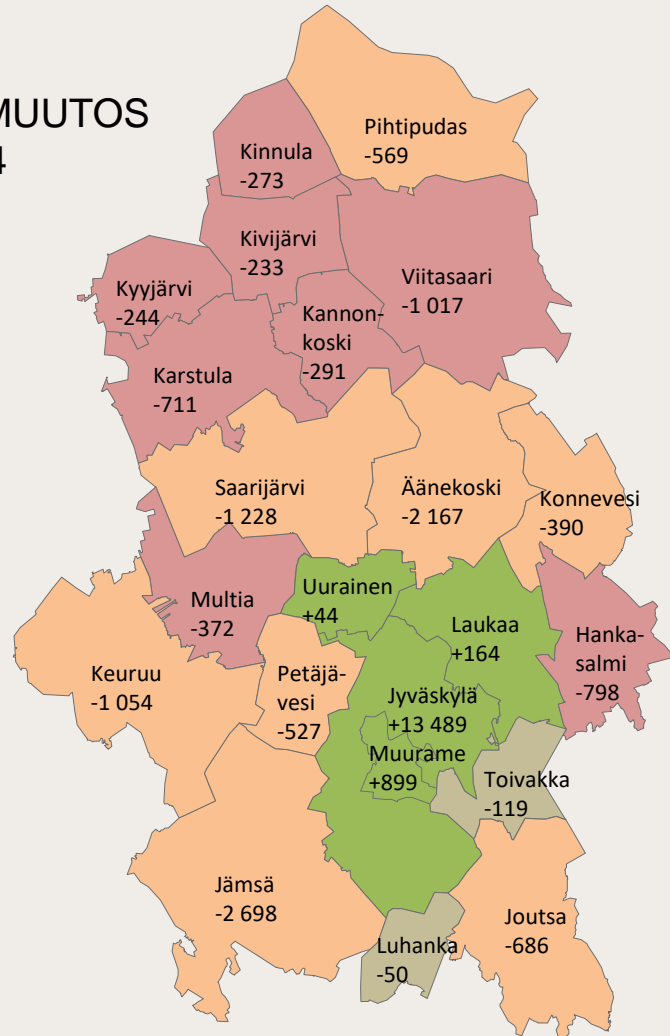 MUUTOS
4
Pihtipudas
-569
Kinnula
-273
Kivijärvi
-233
Viitasaari
-1 017
Kyyjärvi
-244
Kannon-
koski
-291
Karstula
-711
Saarijärvi
-1 228
Äänekoski
-2 167
Konnevesi
-390
Multia
-372
Uurainen
+44
Laukaa
+164
Hanka-
salmi
-798
Keuruu
-1 054
Petäjä-
vesi
-527
Jyväskylä
+13 489
Muurame
+899
Toivakka
-119
Jämsä
-2 698
Joutsa
-686
Luhanka
-50